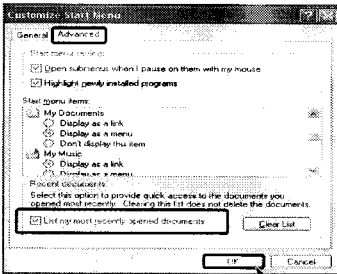 Customize Start Menu
General Advanced
Start menu settings
Open submenus when I pause on them with my mouse
Highlight newly installed programs
Start menu items:
My Documents
Display as a link
Display as a menu
Don't display this item
My Music
Display as a link
Display as a menu
Recent documents
Select this option to provide quick access to the documents you
opened most recently. Clearing this list does not delete the documents.
List my most recently opened documents
Clear List
OK Cancel